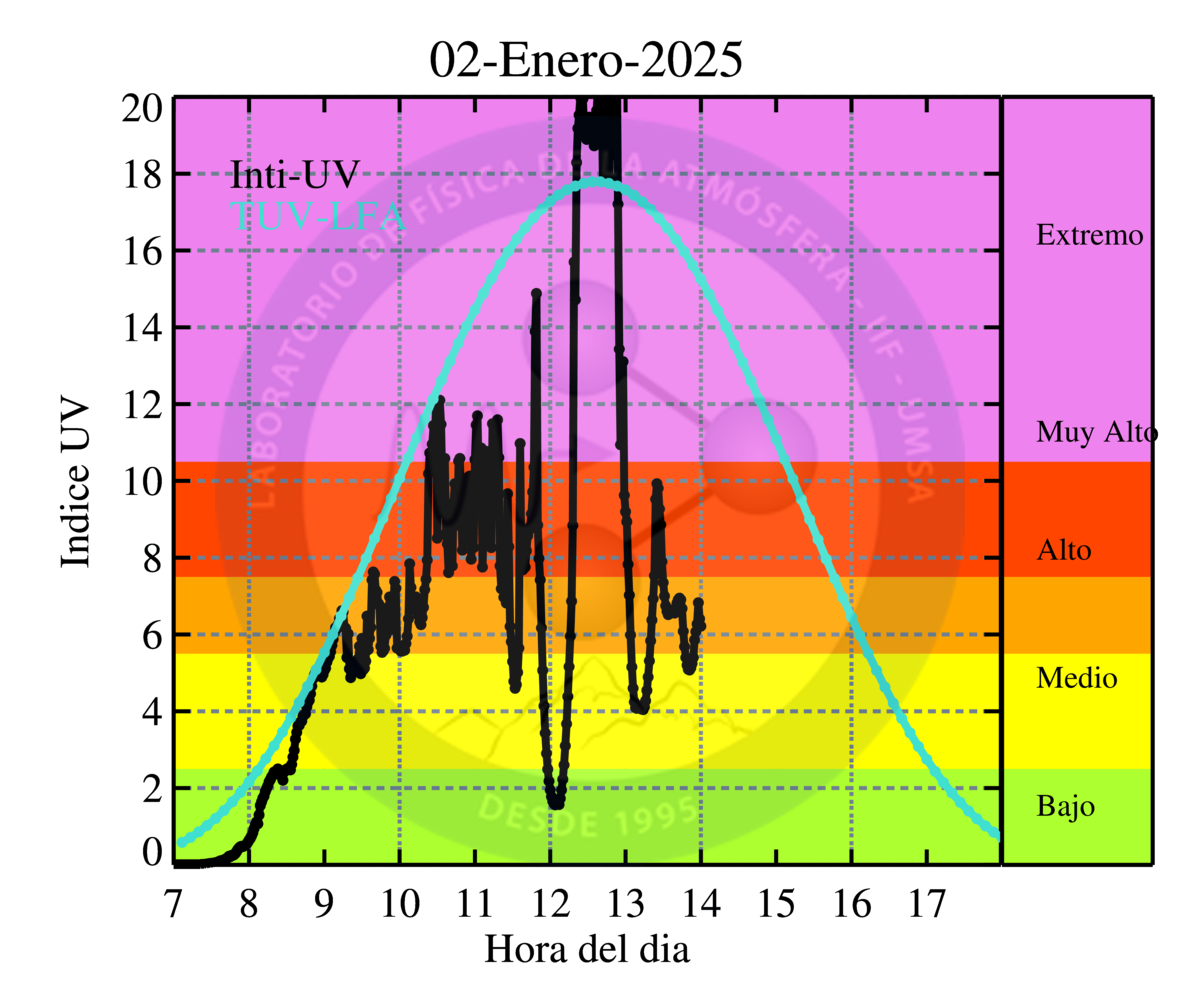 02-Enero-2025
Indice UV
20
18
16
14
12
10
8
6
4
2
0
Inti-UV
TUV-LFA
LABORATORIO DE FÍSICA DE LA ATMÓSFERA - IIF - UMSA
DESDE 1995
Extremo
Muy Alto
Alto
Medio
Bajo
7 8 9 10 11 12 13 14 15 16 17
Hora del dia